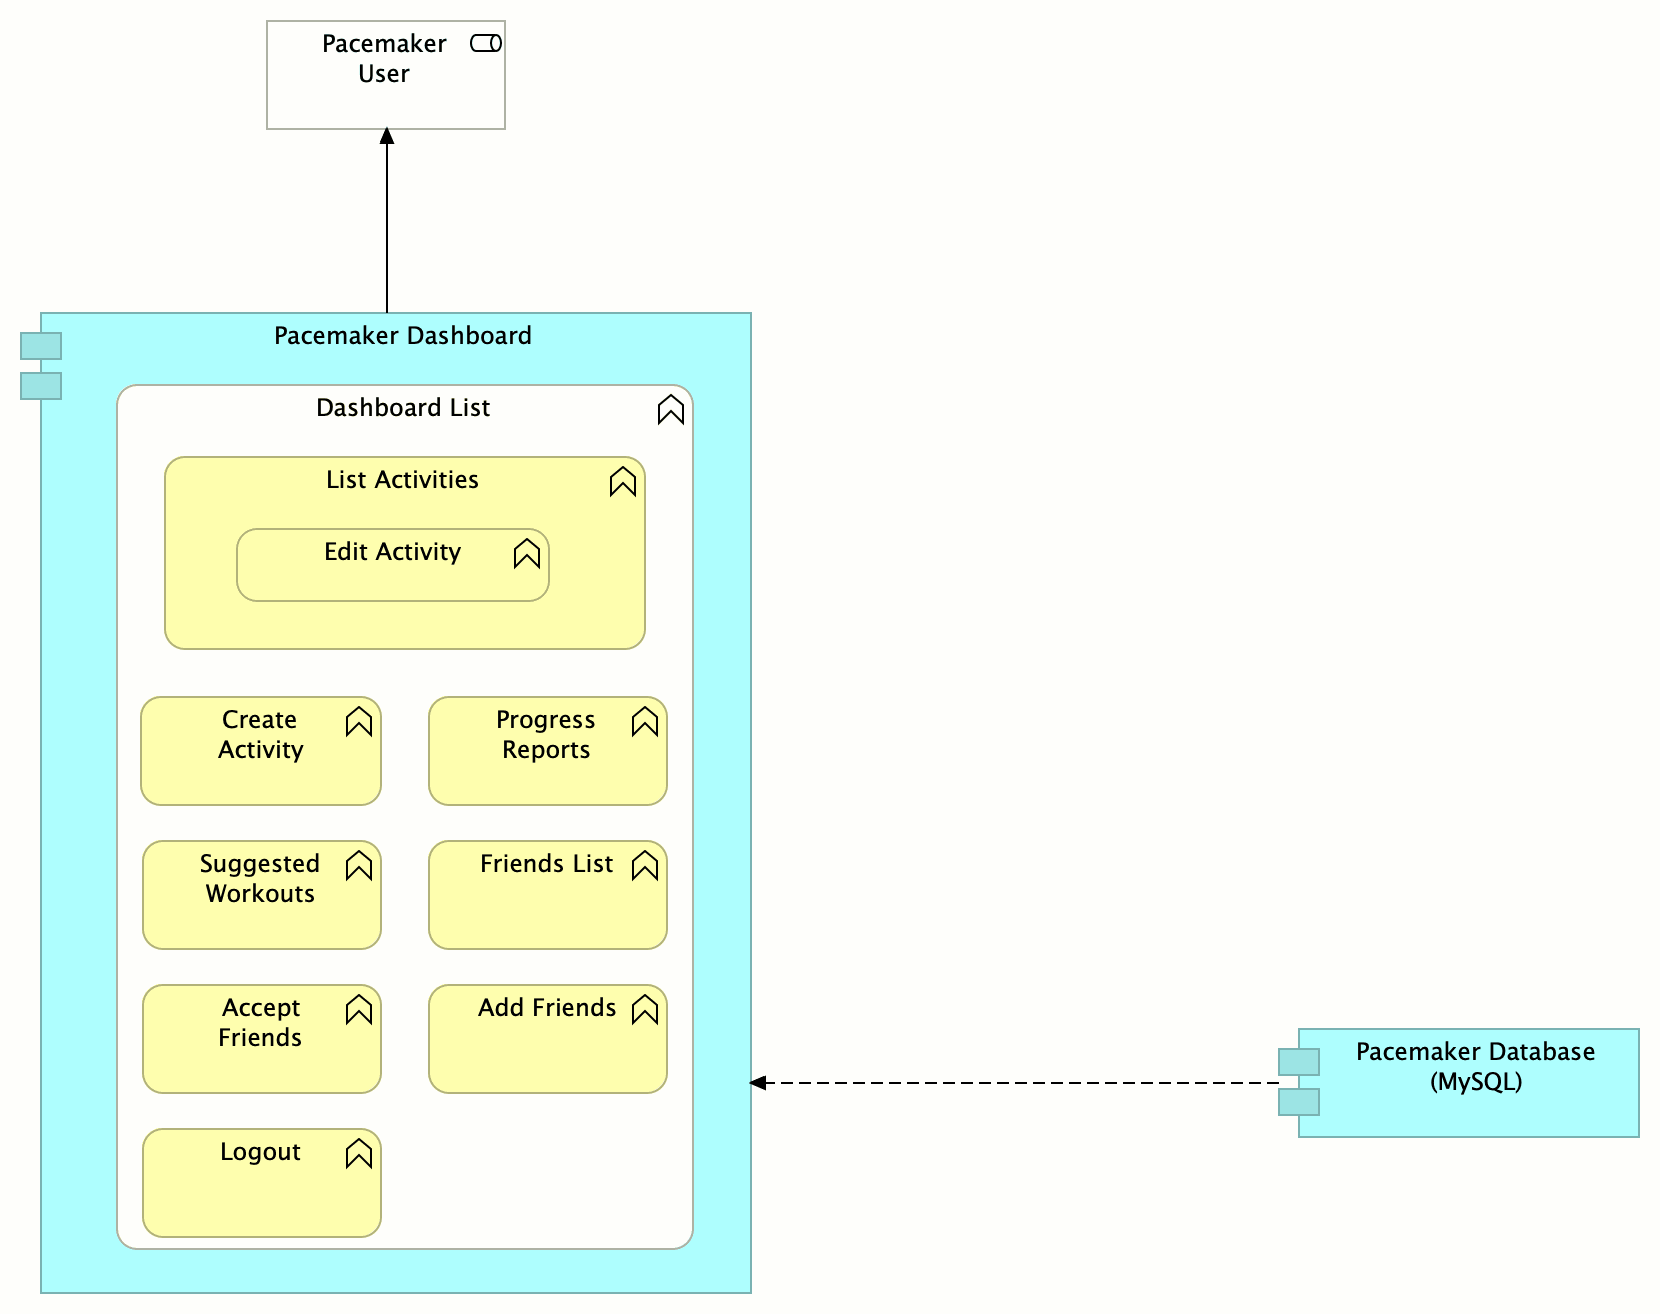 Pacemaker
User
Pacemaker Dashboard
Dashboard List
List Activities
Edit Activity
Create
Activity
Progress
Reports
Suggested
Workouts
Friends List
Accept
Friends
Add Friends
Logout
Pacemaker Database
(MySQL)